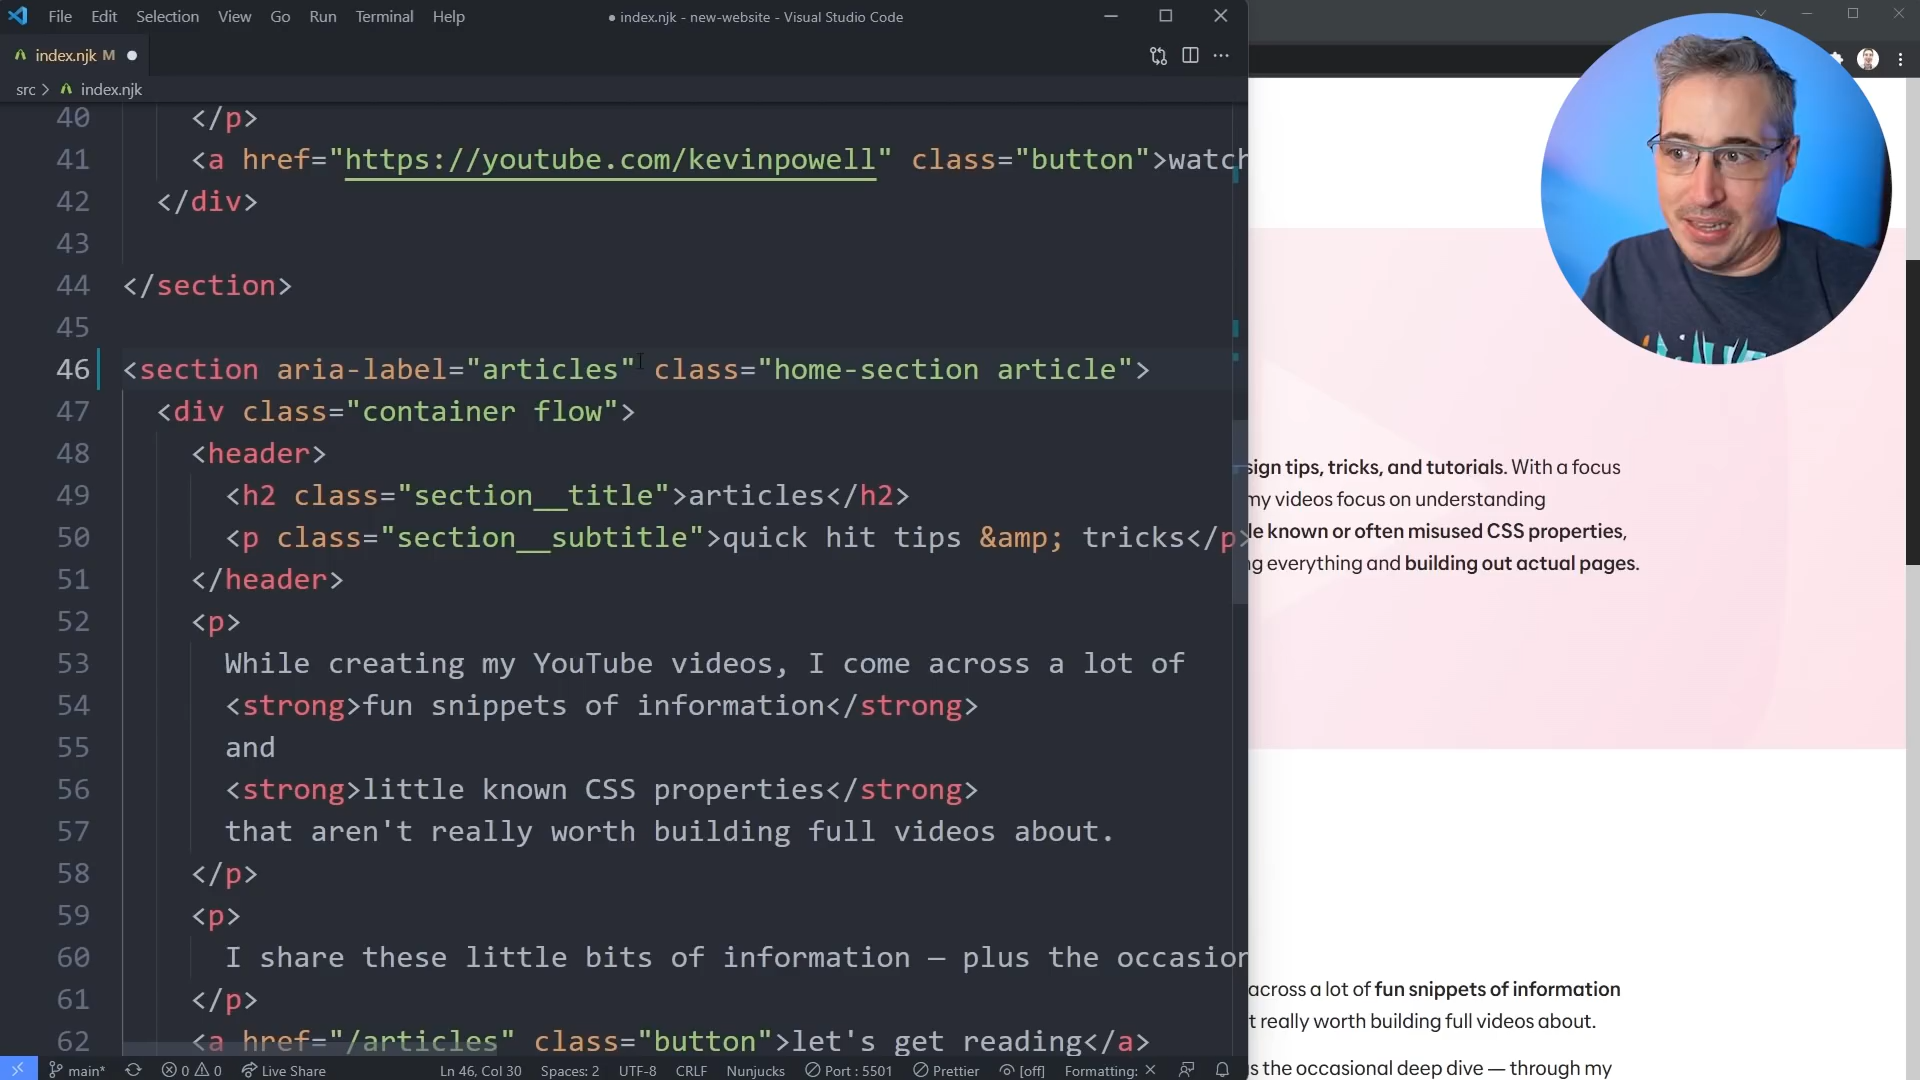 File Edit Selection View Go Run Terminal Help
● index.njk - new-website - Visual Studio Code
index.njk M ●
src > index.njk
40 </p>
41 <a href="https://youtube.com/kevinpowell" class="button">watch
42 </div>
43
44 </section>
45
46 <section aria-label="articles" class="home-section article">
47 <div class="container flow">
48 <header>
49 <h2 class="section__title">articles</h2>
50 <p class="section__subtitle">quick hit tips &amp; tricks</p>
51 </header>
52 <p>
53 While creating my YouTube videos, I come across a lot of
54 <strong>fun snippets of information</strong>
55 and
56 <strong>little known CSS properties</strong>
57 that aren't really worth building full videos about.
58 </p>
59 <p>
60 I share these little bits of information — plus the occasion
61 </p>
62 <a href="/articles" class="button">let's get reading</a>
main* 0 0 Live Share Ln 46, Col 30 Spaces: 2 UTF-8 CRLF Nunjucks Port : 5501 Prettier [off] Formatting: ×
sign tips, tricks, and tutorials. With a focus
my videos focus on understanding
le known or often misused CSS properties,
ng everything and building out actual pages.
across a lot of fun snippets of information
t really worth building full videos about.
s the occasional deep dive — through my